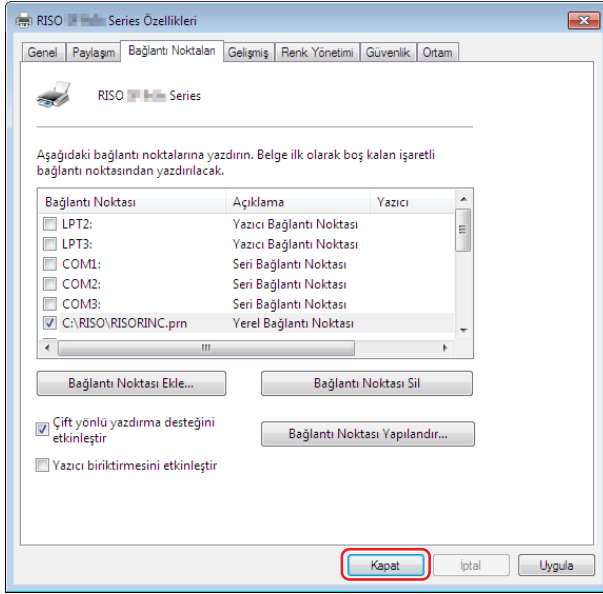 RISO Series Özellikleri
Genel Paylaşım Bağlantı Noktaları Gelişmiş Renk Yönetimi Güvenlik Ortam
RISO Series
Aşağıdaki bağlantı noktalarına yazdırın. Belge ilk olarak boş kalan işaretli
bağlantı noktasından yazdırılacak.
Bağlantı Noktası Açıklama Yazıcı
LPT2: Yazıcı Bağlantı Noktası
LPT3: Yazıcı Bağlantı Noktası
COM1: Seri Bağlantı Noktası
COM2: Seri Bağlantı Noktası
COM3: Seri Bağlantı Noktası
C:\RISO\RISORINC.prn Yerel Bağlantı Noktası
Bağlantı Noktası Ekle... Bağlantı Noktası Sil
Çift yönlü yazdırma desteğini
etkinleştir
Bağlantı Noktası Yapılandır...
Yazıcı biriktirmesini etkinleştir
Kapat İptal Uygula